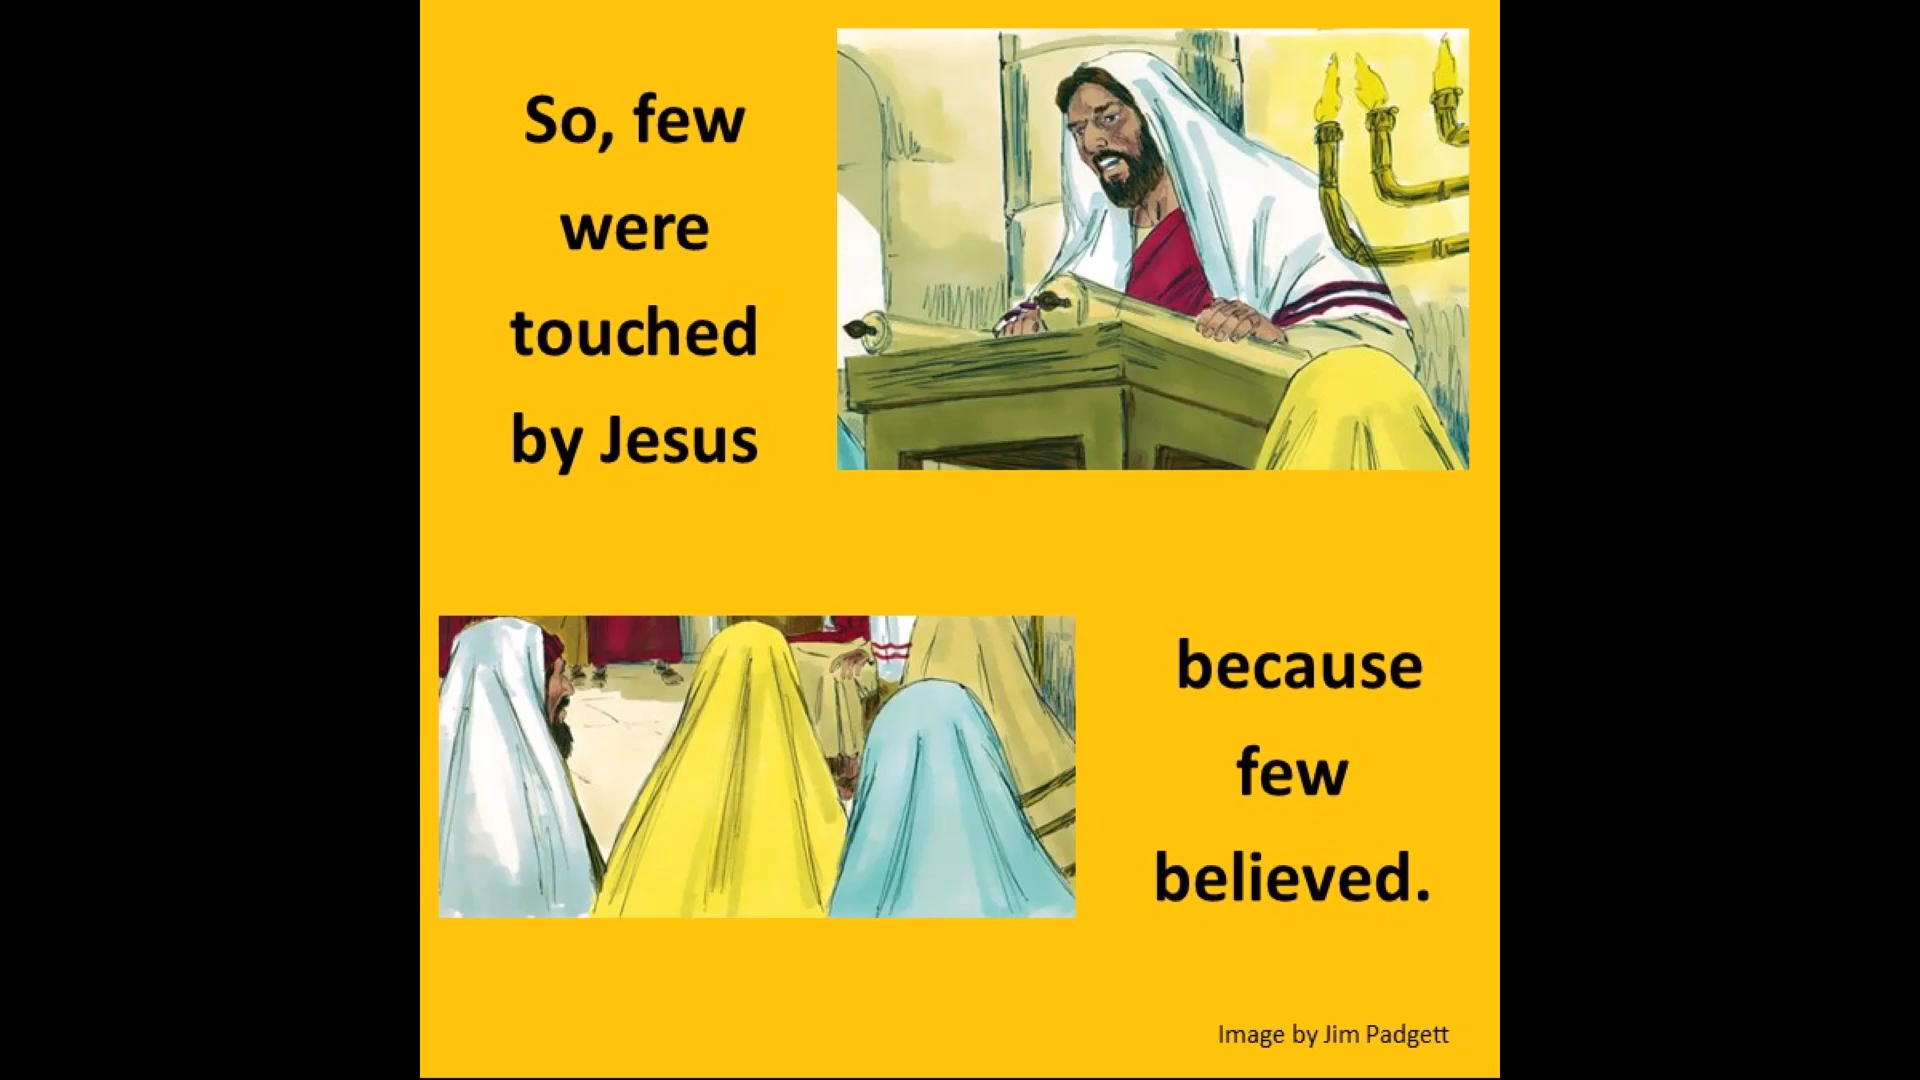 So, few
were
touched
by Jesus
because
few
believed.
Image by Jim Padgett